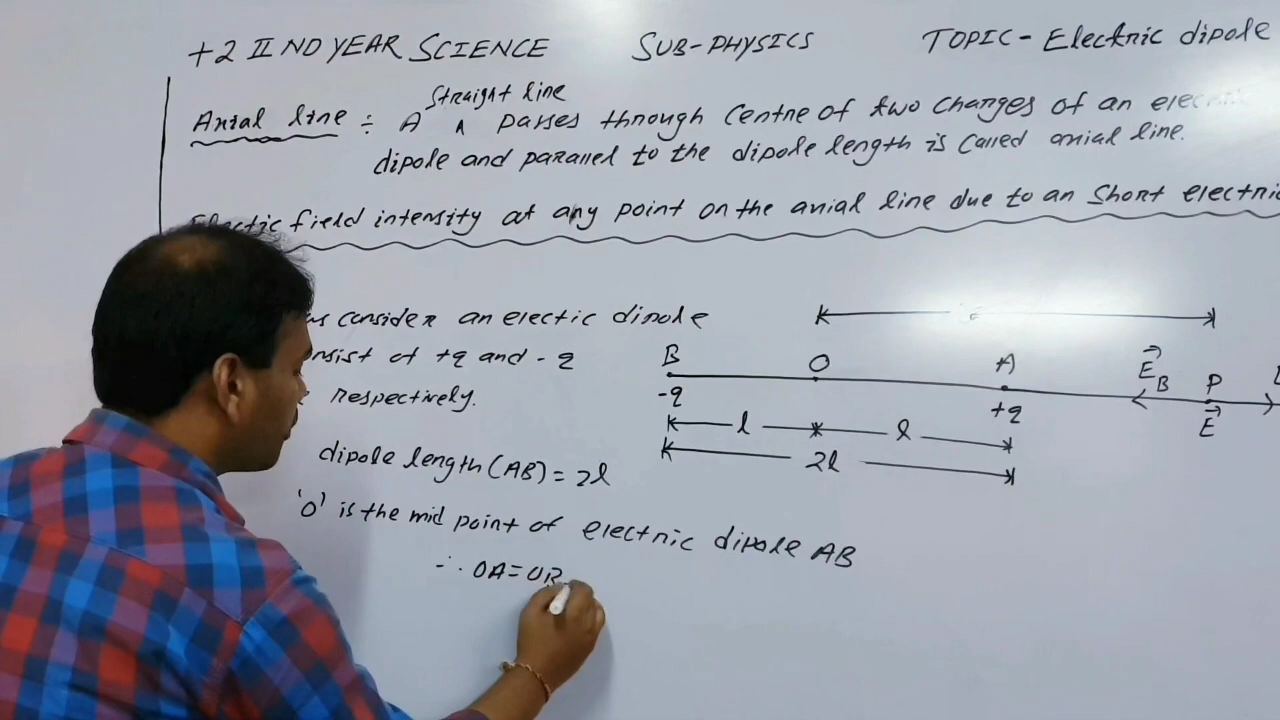 +2 II ND YEAR SCIENCE SUB-PHYSICS TOPIC- Electric dipole
Axial line ÷ A straight line ∧ passes through centre of two charges of an
dipole and parallel to the dipole length is called axial line.
field intensity at any point on the axial line due to an short electric
consider an electic dipole
of +q and -q
respectively.
dipole length (AB) = 2l
'O' is the mid point of electric dipole AB
∴ OA=OB
B O A E⃗B P
-q +q E⃗
l l
2l